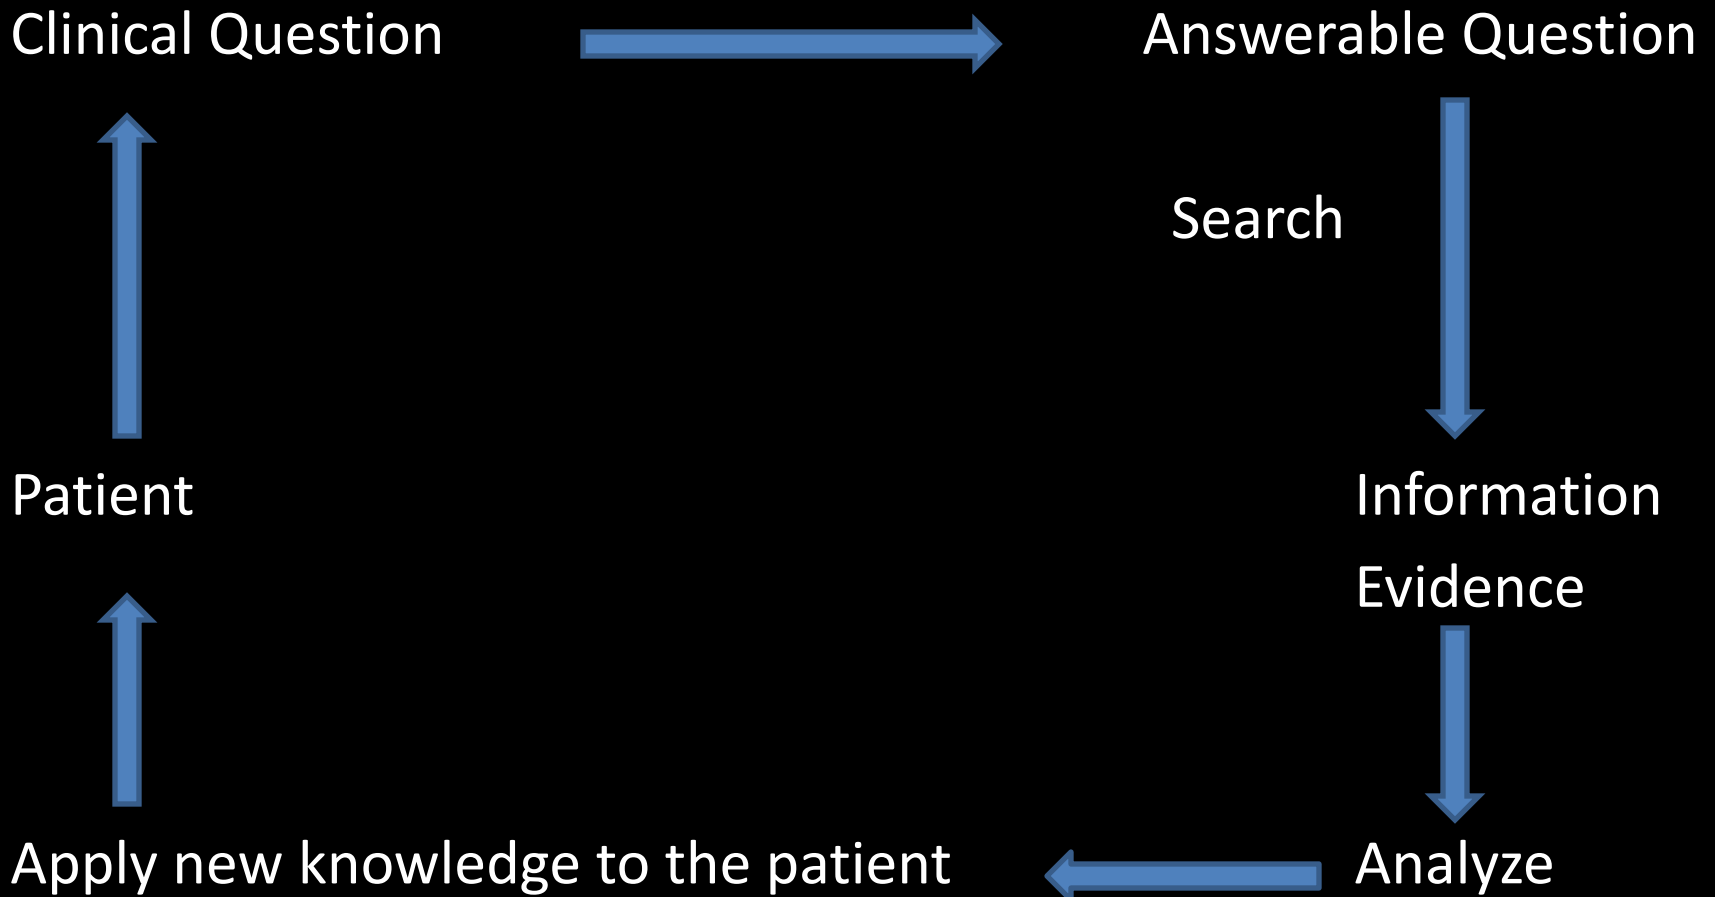 Clinical Question
Answerable Question
Search
Patient
Information
Evidence
Apply new knowledge to the patient
Analyze